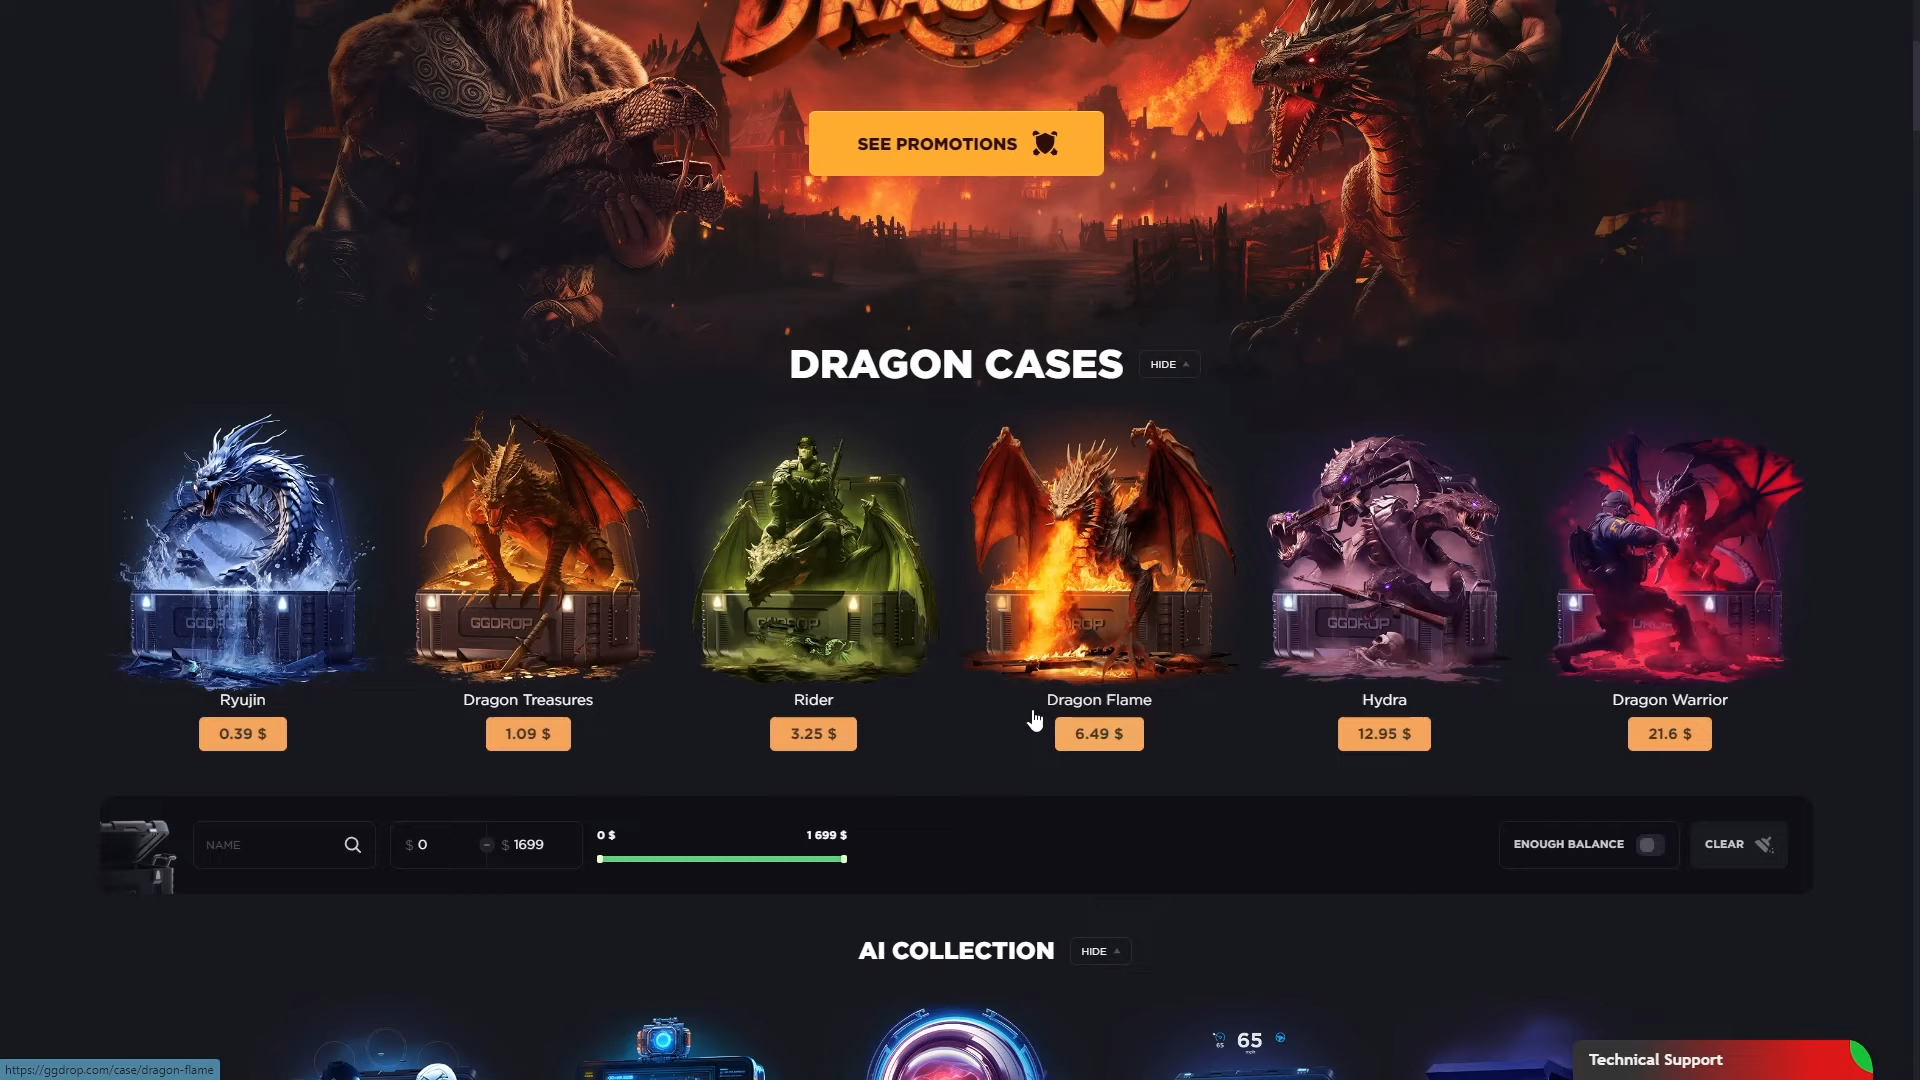 DRAGONS
SEE PROMOTIONS
DRAGON CASES
HIDE
GGDROP
GGDROP
Ryujin
Dragon Treasures
Rider
Dragon Flame
Hydra
Dragon Warrior
0.39 $
1.09 $
3.25 $
6.49 $
12.95 $
21.6 $
NAME
$ 0
– $ 1699
0 $
1 699 $
ENOUGH BALANCE
CLEAR
AI COLLECTION
HIDE
65
65
Technical Support
https://ggdrop.com/case/dragon-flame